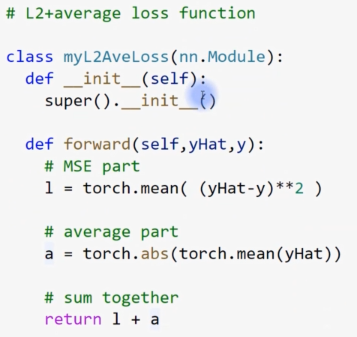 # L2+average loss function
class myL2AveLoss(nn.Module):
def __init__(self):
super().__init__()
def forward(self,yHat,y):
# MSE part
l = torch.mean( (yHat-y)**2 )
# average part
a = torch.abs(torch.mean(yHat))
# sum together
return l + a